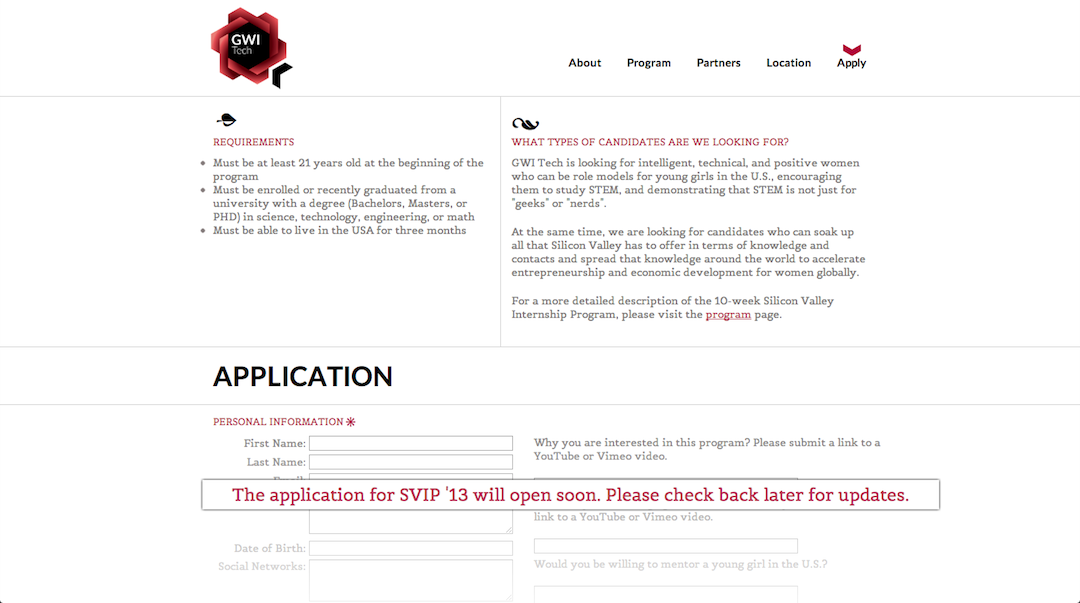 GWI
Tech
About
Program
Partners
Location
Apply
REQUIREMENTS
Must be at least 21 years old at the beginning of the
program
Must be enrolled or recently graduated from a
university with a degree (Bachelors, Masters, or
PHD) in science, technology, engineering, or math
Must be able to live in the USA for three months
WHAT TYPES OF CANDIDATES ARE WE LOOKING FOR?
GWI Tech is looking for intelligent, technical, and positive women
who can be role models for young girls in the U.S., encouraging
them to study STEM, and demonstrating that STEM is not just for
"geeks" or "nerds".
At the same time, we are looking for candidates who can soak up
all that Silicon Valley has to offer in terms of knowledge and
contacts and spread that knowledge around the world to accelerate
entrepreneurship and economic development for women globally.
For a more detailed description of the 10-week Silicon Valley
Internship Program, please visit the program page.
APPLICATION
PERSONAL INFORMATION
First Name:
Last Name:
Why you are interested in this program? Please submit a link to a
YouTube or Vimeo video.
The application for SVIP '13 will open soon. Please check back later for updates.
link to a YouTube or Vimeo video.
Date of Birth:
Social Networks:
Would you be willing to mentor a young girl in the U.S.?